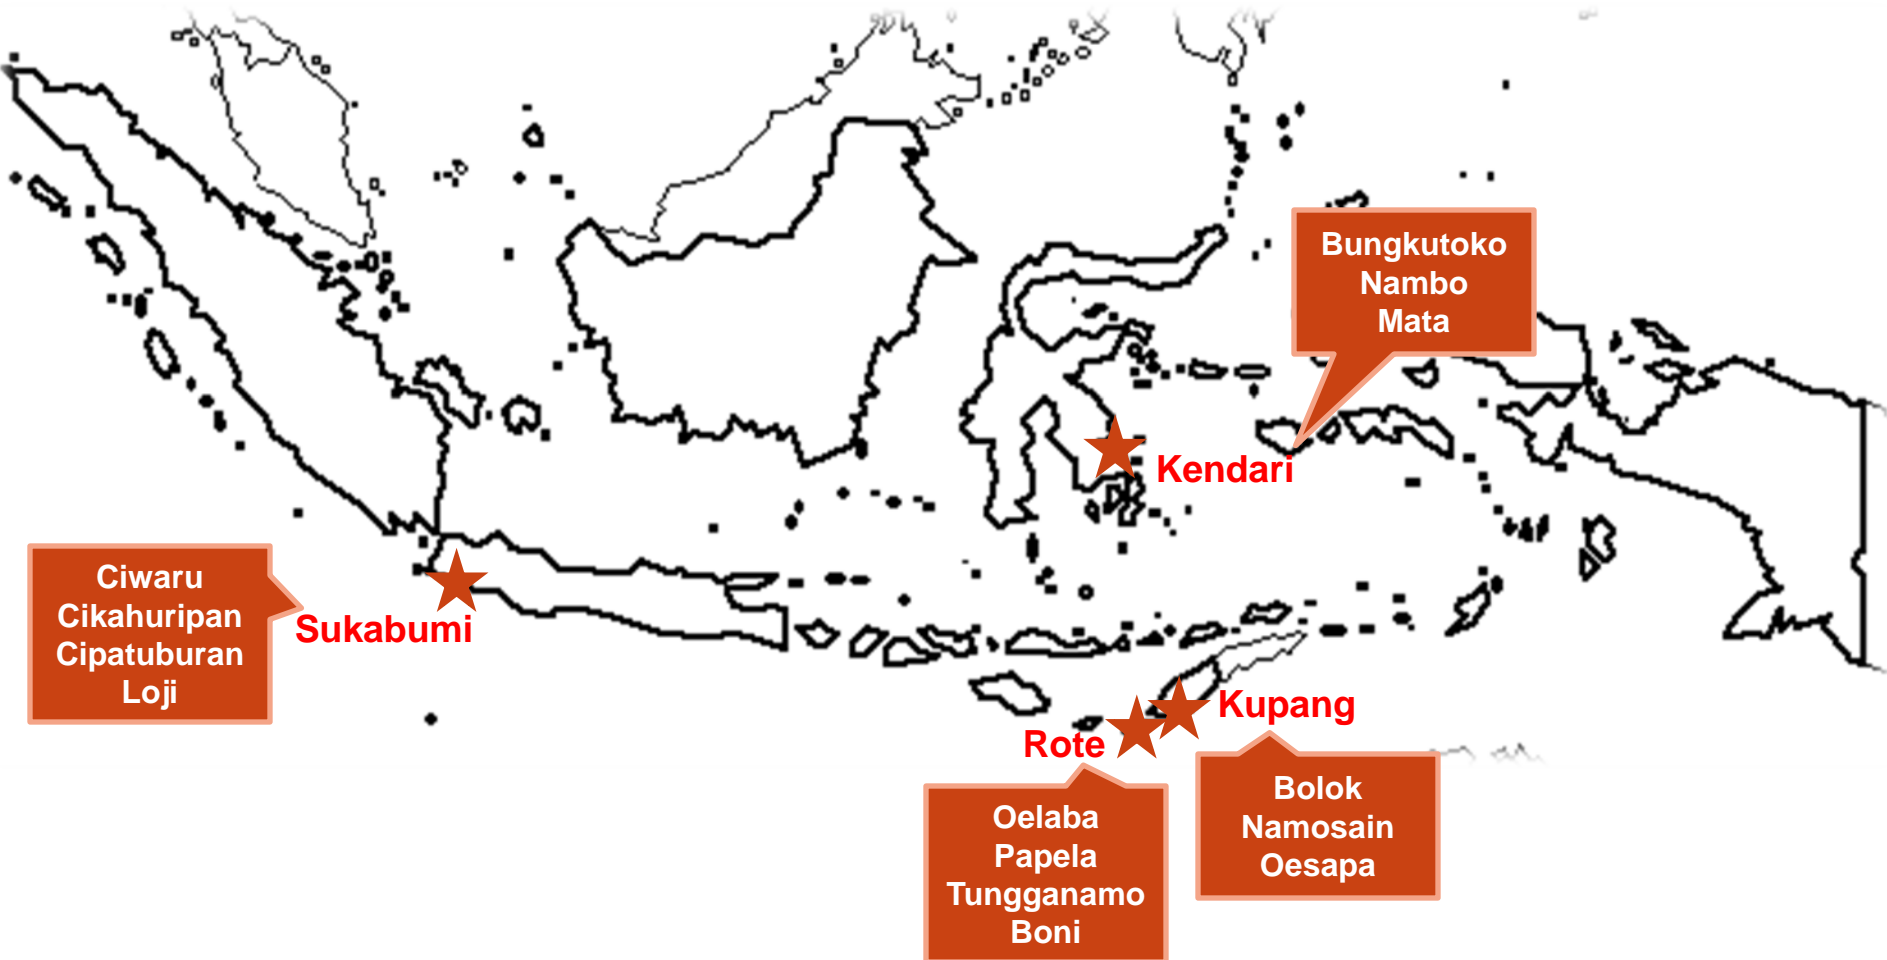 Bungkutoko
Nambo
Mata
Kendari
Ciwaru
Cikahuripan
Cipatuburan
Loji
Sukabumi
Kupang
Rote
Bolok
Namosain
Oesapa
Oelaba
Papela
Tungganamo
Boni